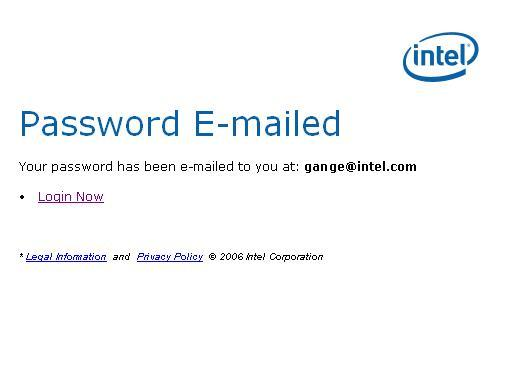 intel
Password E-mailed
Your password has been e-mailed to you at: gange@intel.com
• Login Now
* Legal Information and Privacy Policy © 2006 Intel Corporation